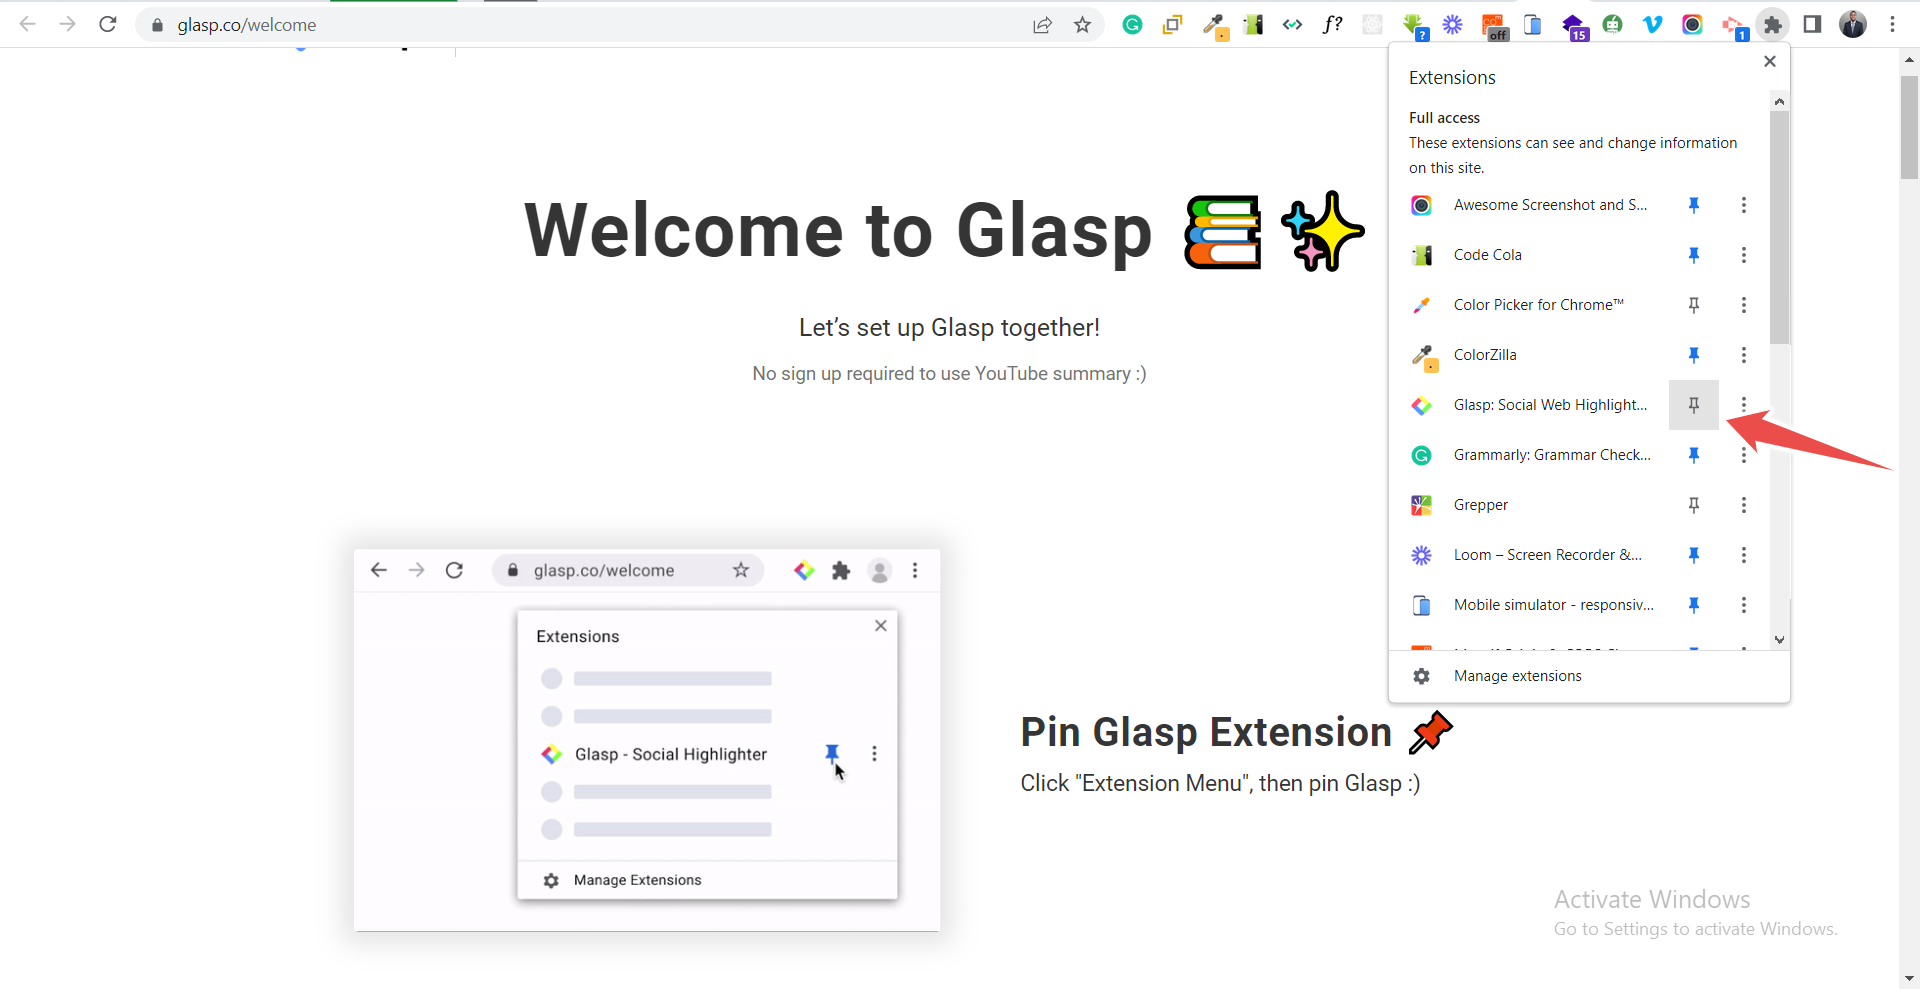 glasp.co/welcome
f?
?
off
15
1
Extensions
Full access
These extensions can see and change information
on this site.
Awesome Screenshot and S...
Code Cola
Color Picker for Chrome™
ColorZilla
Glasp: Social Web Highlight...
Grammarly: Grammar Check...
Grepper
Loom – Screen Recorder &...
Mobile simulator - responsiv...
Manage extensions
Welcome to Glasp
Let’s set up Glasp together!
No sign up required to use YouTube summary :)
glasp.co/welcome
Extensions
Glasp - Social Highlighter
Manage Extensions
Pin Glasp Extension
Click "Extension Menu", then pin Glasp :)
Activate Windows
Go to Settings to activate Windows.